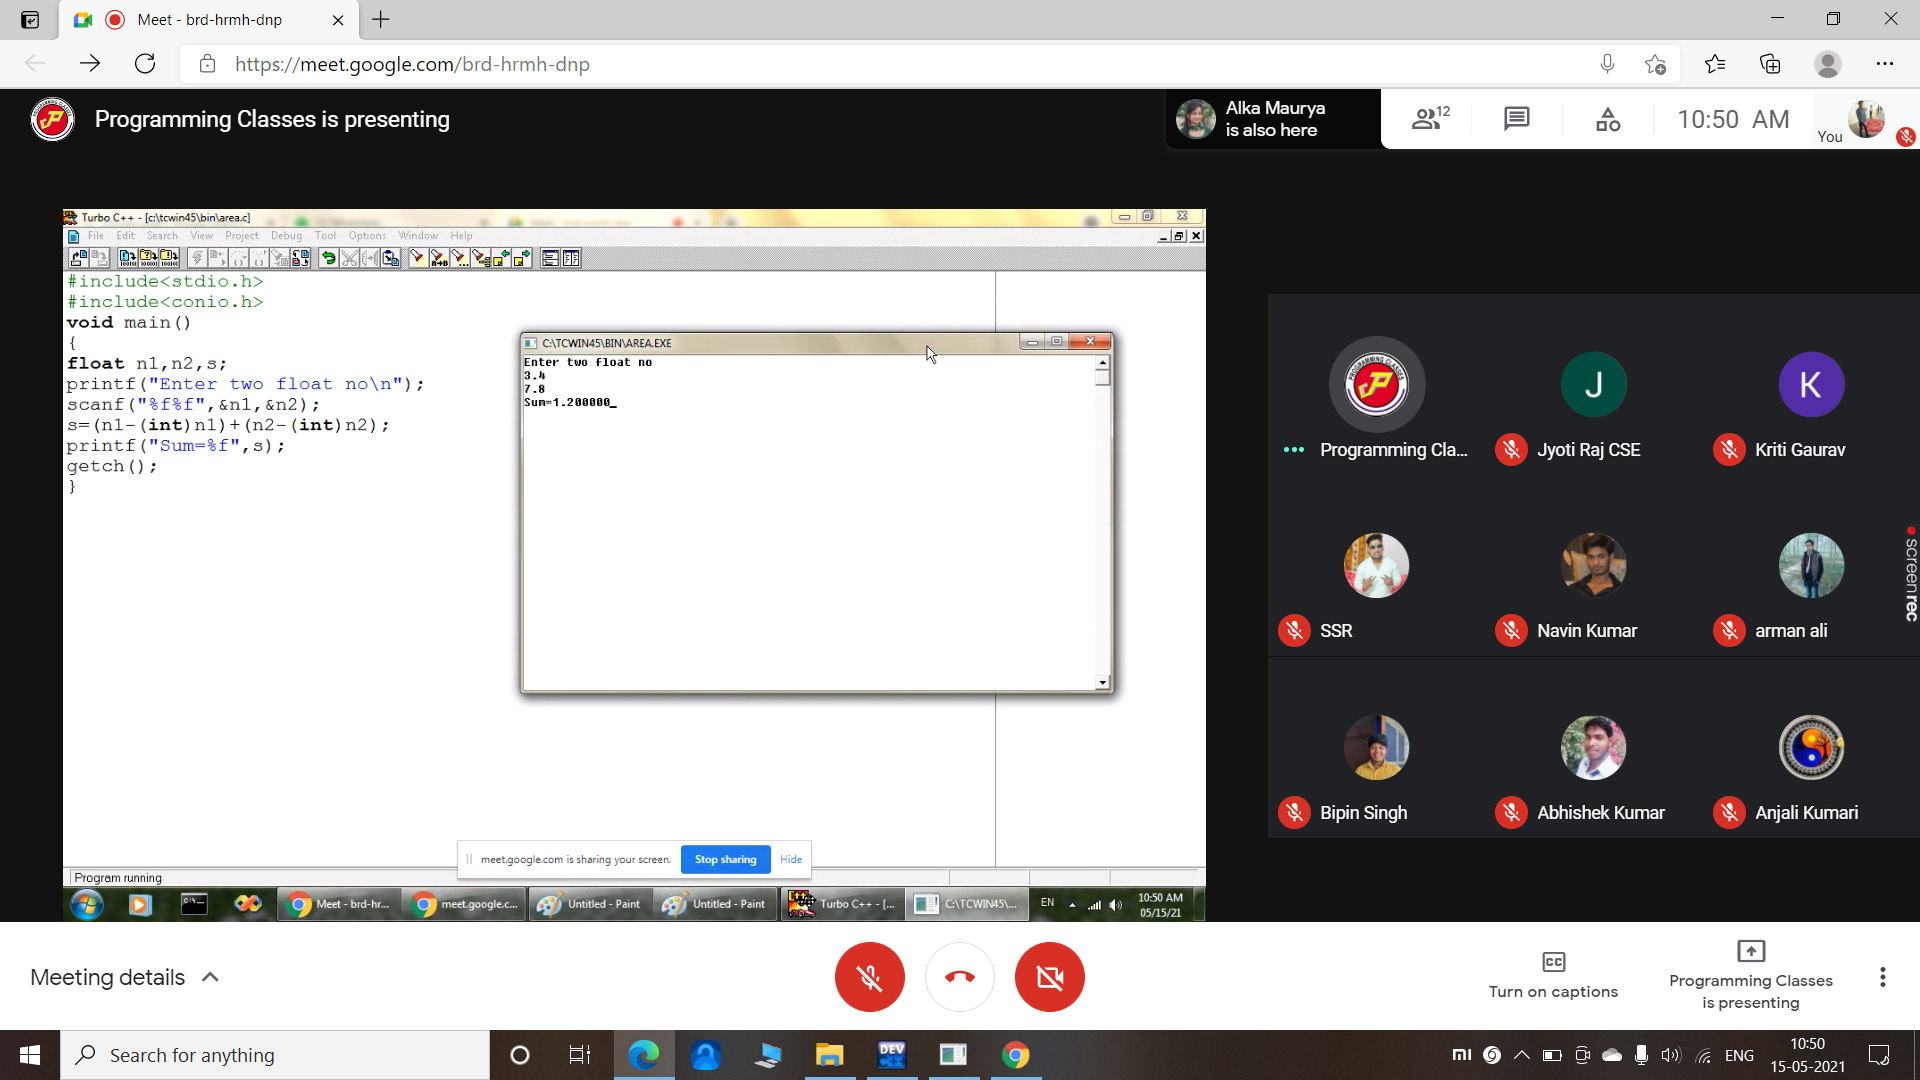 Meet - brd-hrmh-dnp
https://meet.google.com/brd-hrmh-dnp
Programming Classes is presenting
Alka Maurya
is also here
12
10:50 AM
You
Turbo C++ - [c:\tcwin45\bin\area.c]
File Edit Search View Project Debug Tool Options Window Help
#include<stdio.h>
#include<conio.h>
void main()
{
float n1,n2,s;
printf("Enter two float no\n");
scanf("%f%f",&n1,&n2);
s=(n1-(int)n1)+(n2-(int)n2);
printf("Sum=%f",s);
getch();
}
C:\TCWIN45\BIN\AREA.EXE
Enter two float no
3.4
7.8
Sum=1.200000_
Programming Cla...
J
Jyoti Raj CSE
K
Kriti Gaurav
SSR
Navin Kumar
arman ali
Bipin Singh
Abhishek Kumar
Anjali Kumari
screenrec
meet.google.com is sharing your screen. Stop sharing Hide
Program running
Meet - brd-hr... meet.google.c... Untitled - Paint Untitled - Paint Turbo C++ - [... C:\TCWIN45\... EN 10:50 AM
05/15/21
Meeting details
CC
Turn on captions
Programming Classes
is presenting
Search for anything
DEV
C++
mi
ENG
10:50
15-05-2021